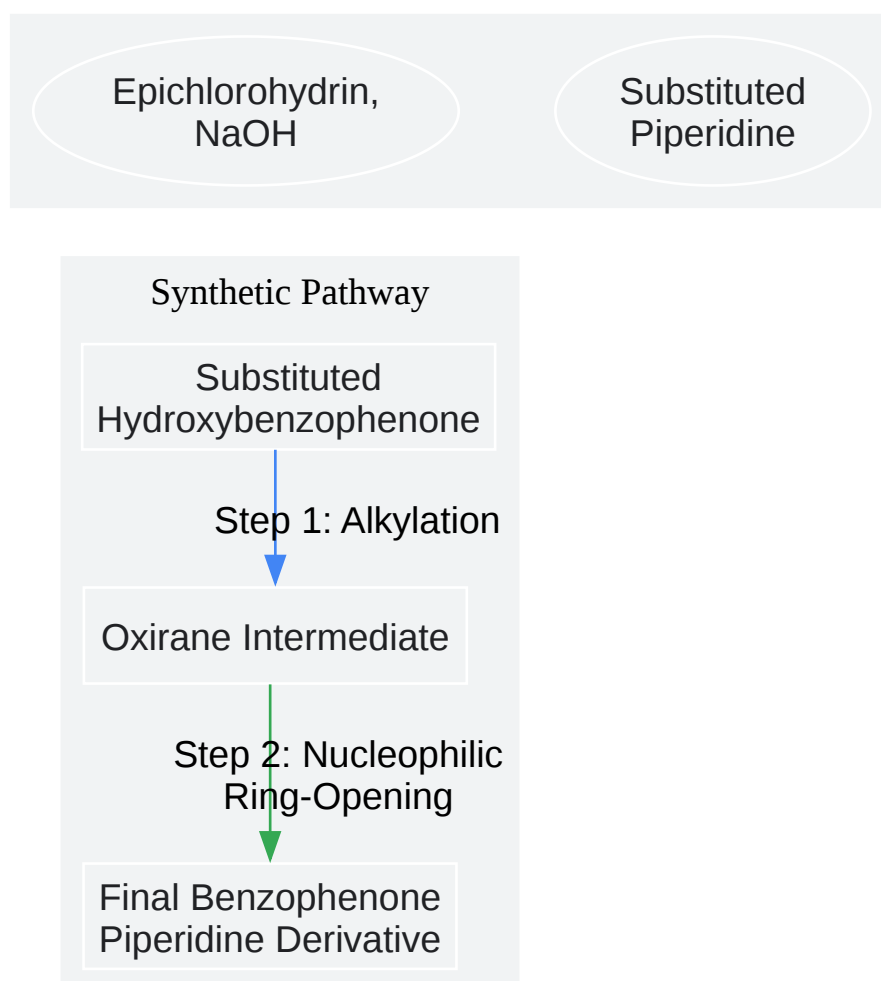 Epichlorohydrin,
NaOH
Substituted
Piperidine
Synthetic Pathway
Substituted
Hydroxybenzophenone
Step 1: Alkylation
Oxirane Intermediate
Step 2: Nucleophilic
Ring-Opening
Final Benzophenone
Piperidine Derivative